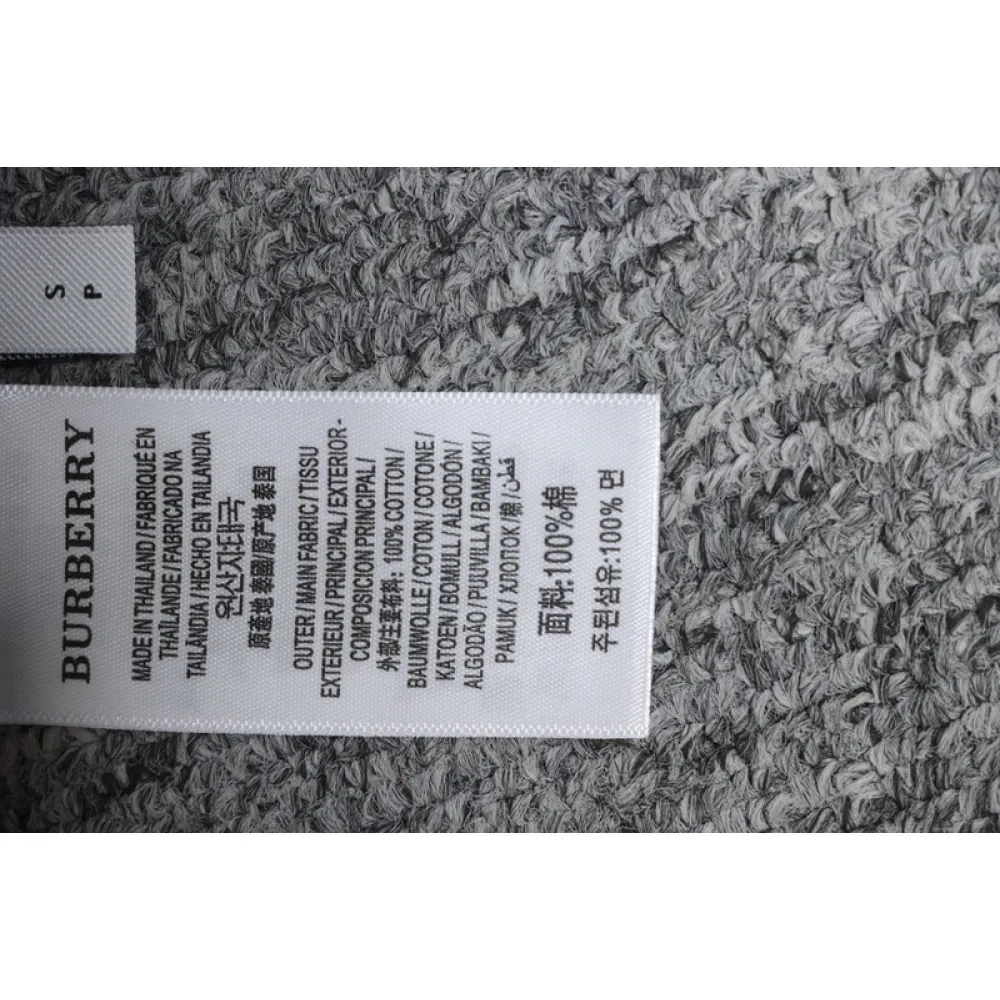 S
P
BURBERRY
MADE IN THAILAND / FABRIQUÉ EN
THAÏLANDE / FABRICADO NA
TAILÂNDIA / HECHO EN TAILANDIA
원산지태국
原產地 泰國原产地 泰国
OUTER / MAIN FABRIC / TISSU
EXTERIEUR / PRINCIPAL / EXTERIOR-
COMPOSICION PRINCIPAL /
外部主要布料: 100% COTTON /
BAUMWOLLE / COTON / COTONE /
KATOEN / BOMULL / ALGODÓN /
ALGODÃO / PUUVILLA / BAMBAKI /
PAMUK / ХЛОПОК / 棉 / قطن
面料:100%棉
주된섬유:100% 면